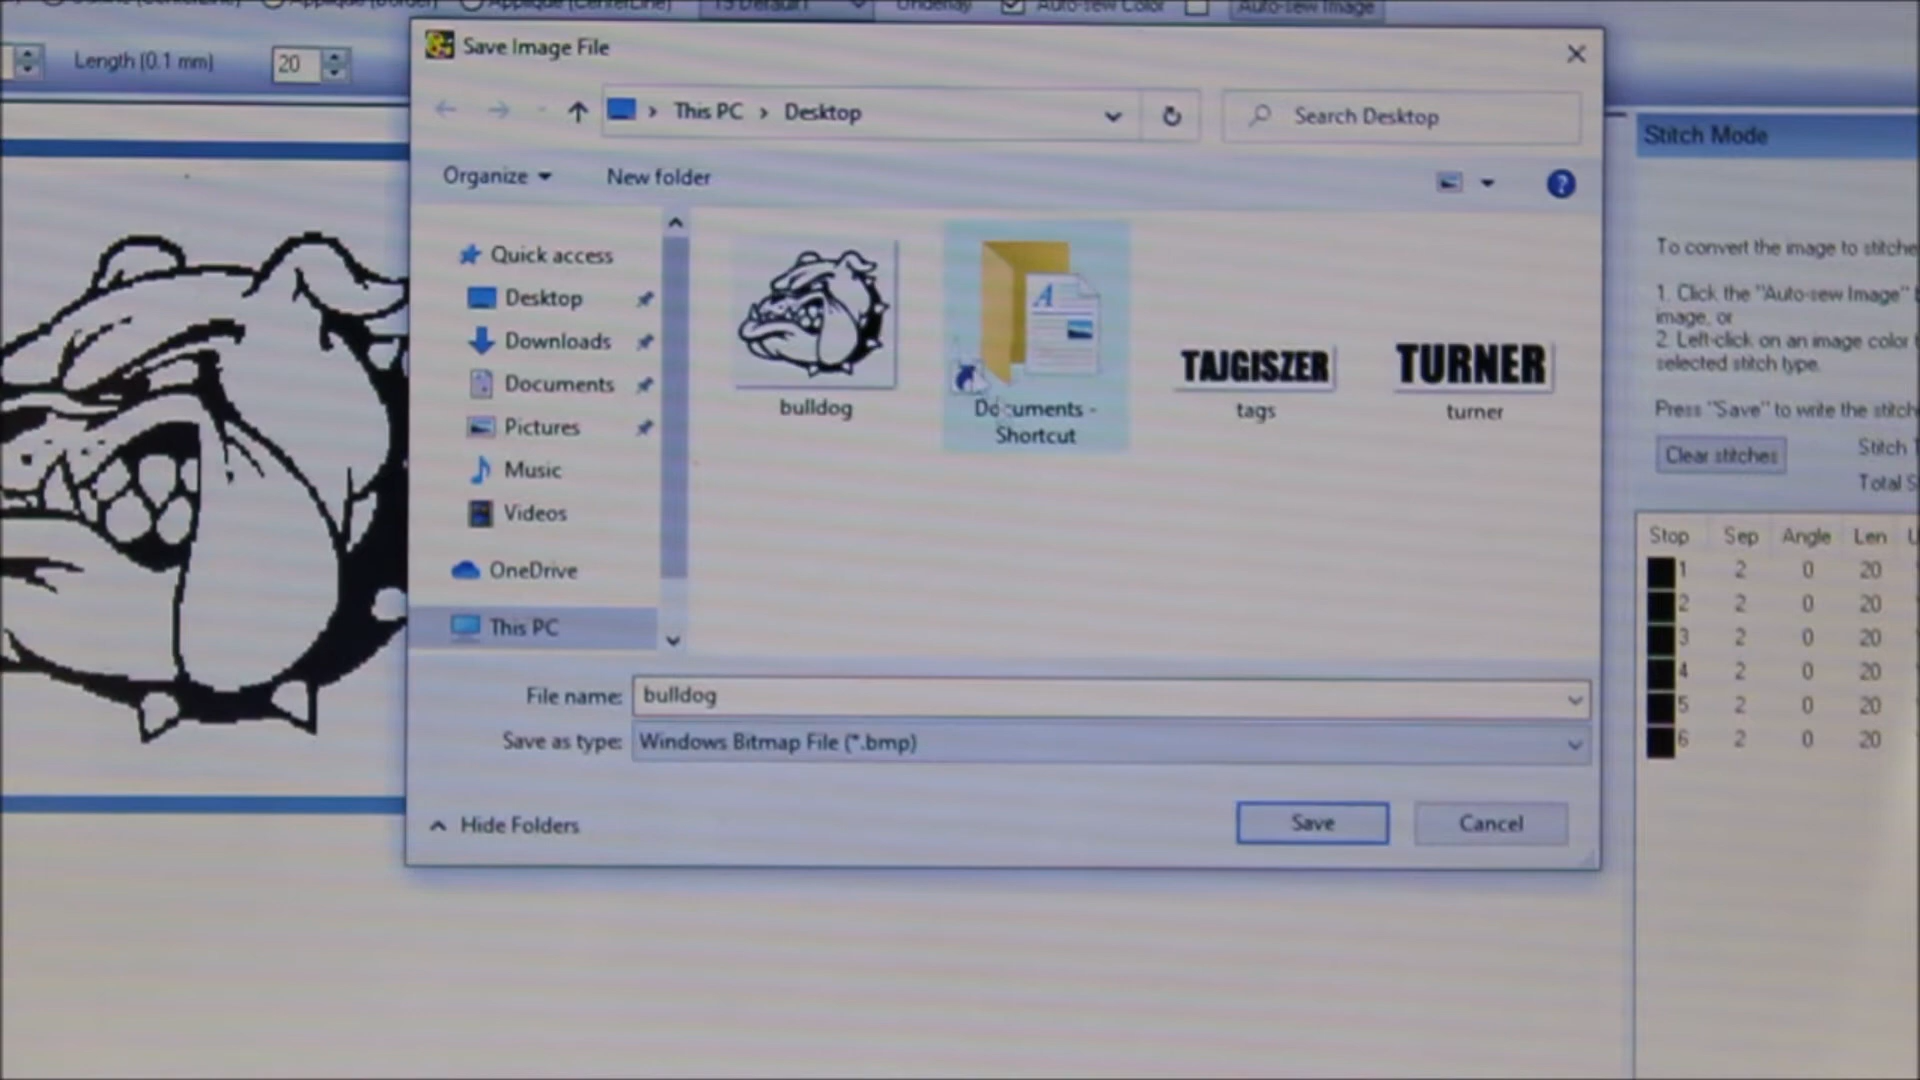 Applique (Border)
Applique (CenterLine)
TS Default
Underlay
Auto-sew Color
Auto-sew Image
Length (0.1 mm)
20
Save Image File
This PC > Desktop
Search Desktop
Organize
New folder
Quick access
Desktop
Downloads
Documents
Pictures
Music
Videos
OneDrive
This PC
bulldog
A
Documents -
Shortcut
TAJGISZER
tags
TURNER
turner
File name: bulldog
Save as type: Windows Bitmap File (*.bmp)
Hide Folders
Save
Cancel
Stitch Mode
To convert the image to stitche
1. Click the "Auto-sew Image"
image, or
2. Left-click on an image color
selected stitch type.
Press "Save" to write the stitch
Clear stitches
Stitch T
Total S
Stop Sep Angle Len U
1 2 0 20
2 2 0 20
3 2 0 20
4 2 0 20
5 2 0 20
6 2 0 20